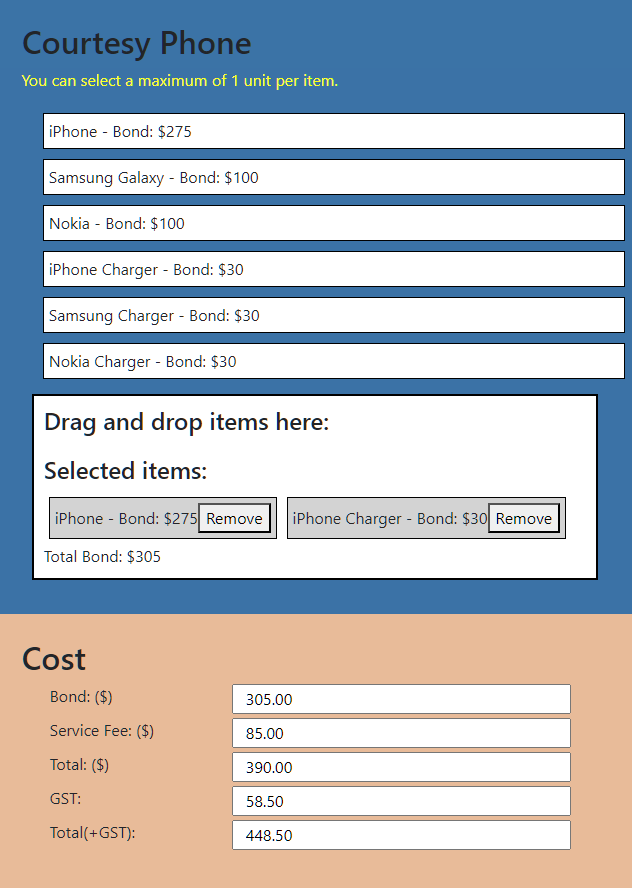 Courtesy Phone
You can select a maximum of 1 unit per item.
iPhone - Bond: $275
Samsung Galaxy - Bond: $100
Nokia - Bond: $100
iPhone Charger - Bond: $30
Samsung Charger - Bond: $30
Nokia Charger - Bond: $30
Drag and drop items here:
Selected items:
iPhone - Bond: $275 Remove iPhone Charger - Bond: $30 Remove
Total Bond: $305
Cost
Bond: ($) 305.00
Service Fee: ($) 85.00
Total: ($) 390.00
GST: 58.50
Total(+GST): 448.50